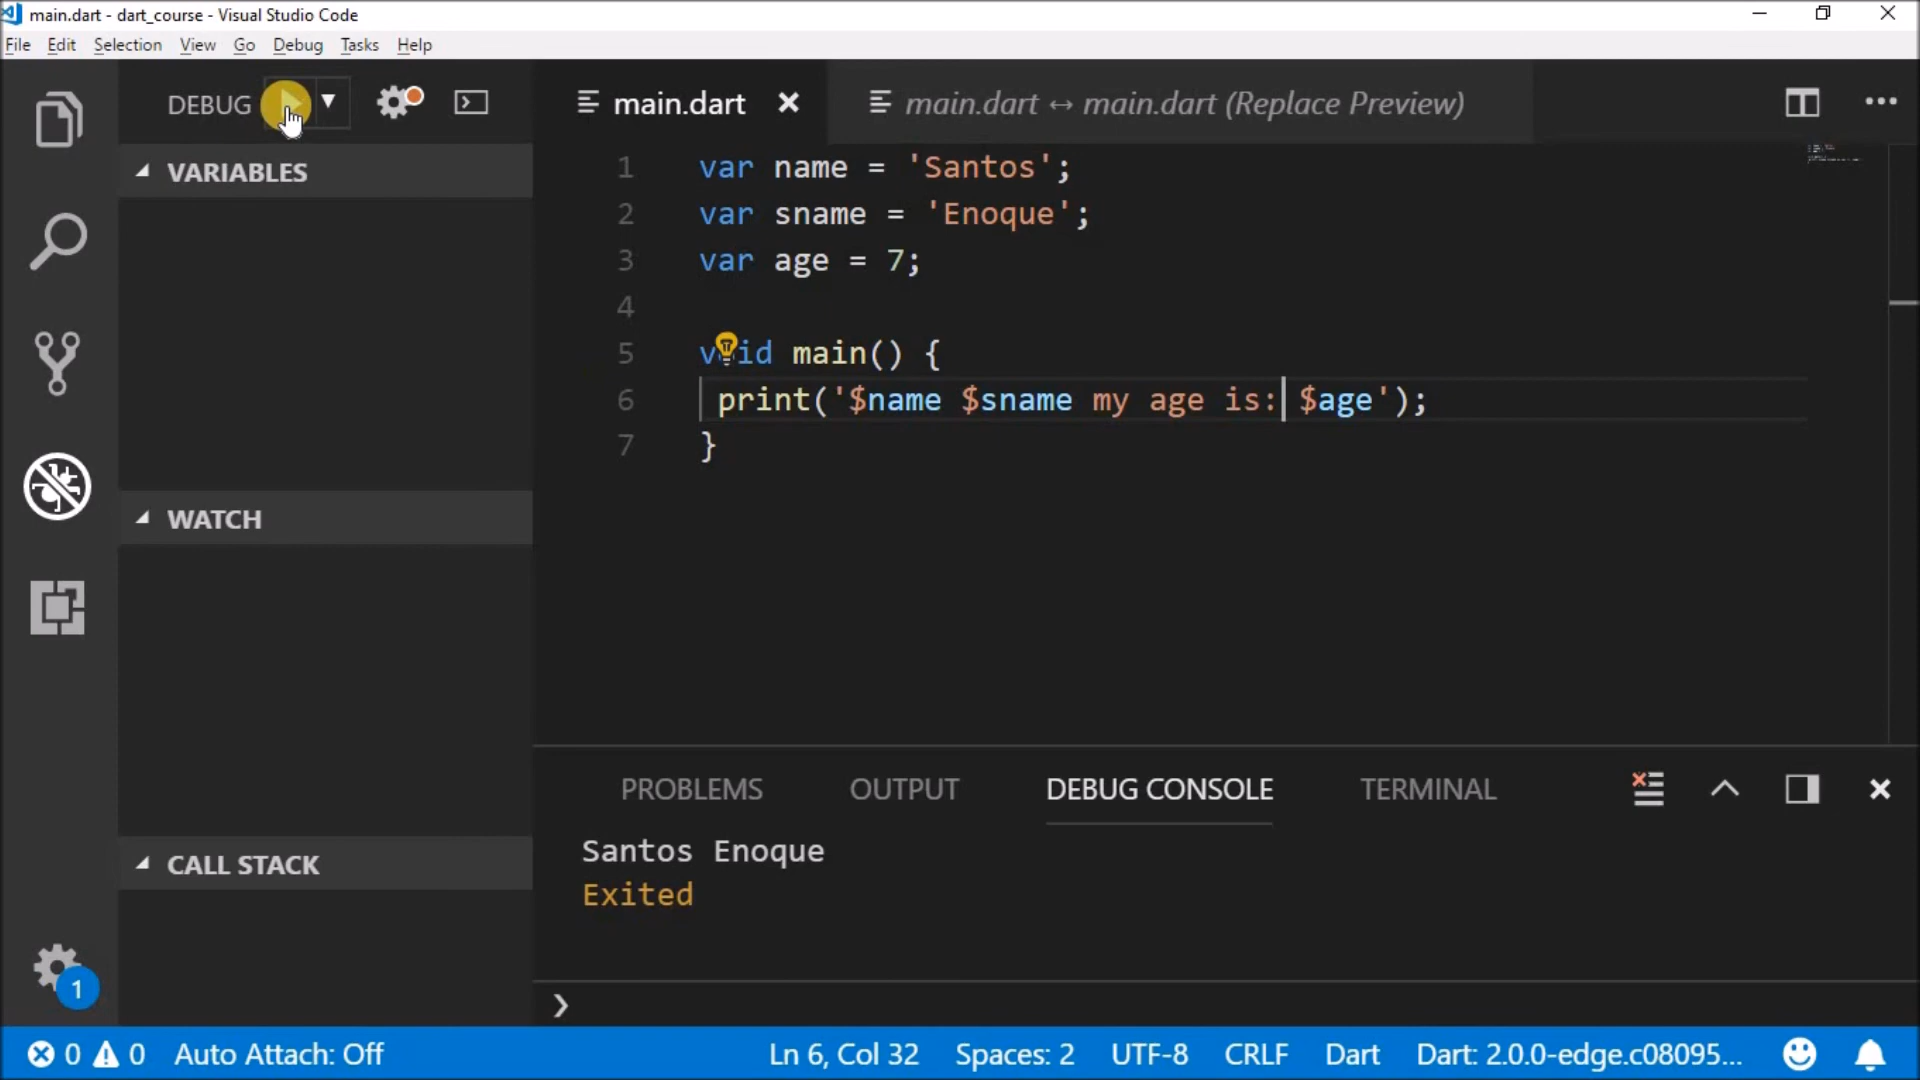 main.dart - dart_course - Visual Studio Code
File Edit Selection View Go Debug Tasks Help
DEBUG
main.dart
main.dart ↔ main.dart (Replace Preview)
VARIABLES
WATCH
CALL STACK
1 var name = 'Santos';
2 var sname = 'Enoque';
3 var age = 7;
4
5 void main() {
6 print('$name $sname my age is: $age');
7 }
PROBLEMS OUTPUT DEBUG CONSOLE TERMINAL
Santos Enoque
Exited
1
0 0 Auto Attach: Off Ln 6, Col 32 Spaces: 2 UTF-8 CRLF Dart Dart: 2.0.0-edge.c08095...